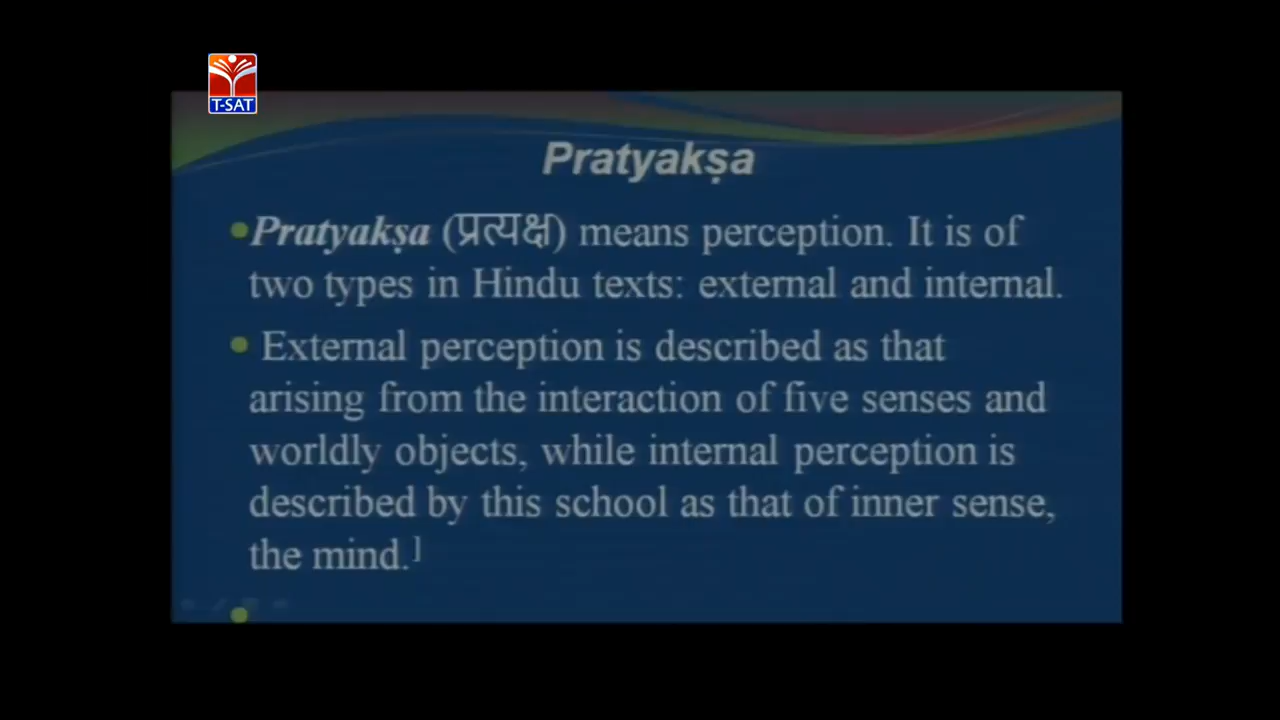 T-SAT
Pratyakṣa
Pratyakṣa (प्रत्यक्ष) means perception. It is of
two types in Hindu texts: external and internal.
External perception is described as that
arising from the interaction of five senses and
worldly objects, while internal perception is
described by this school as that of inner sense,
the mind.]